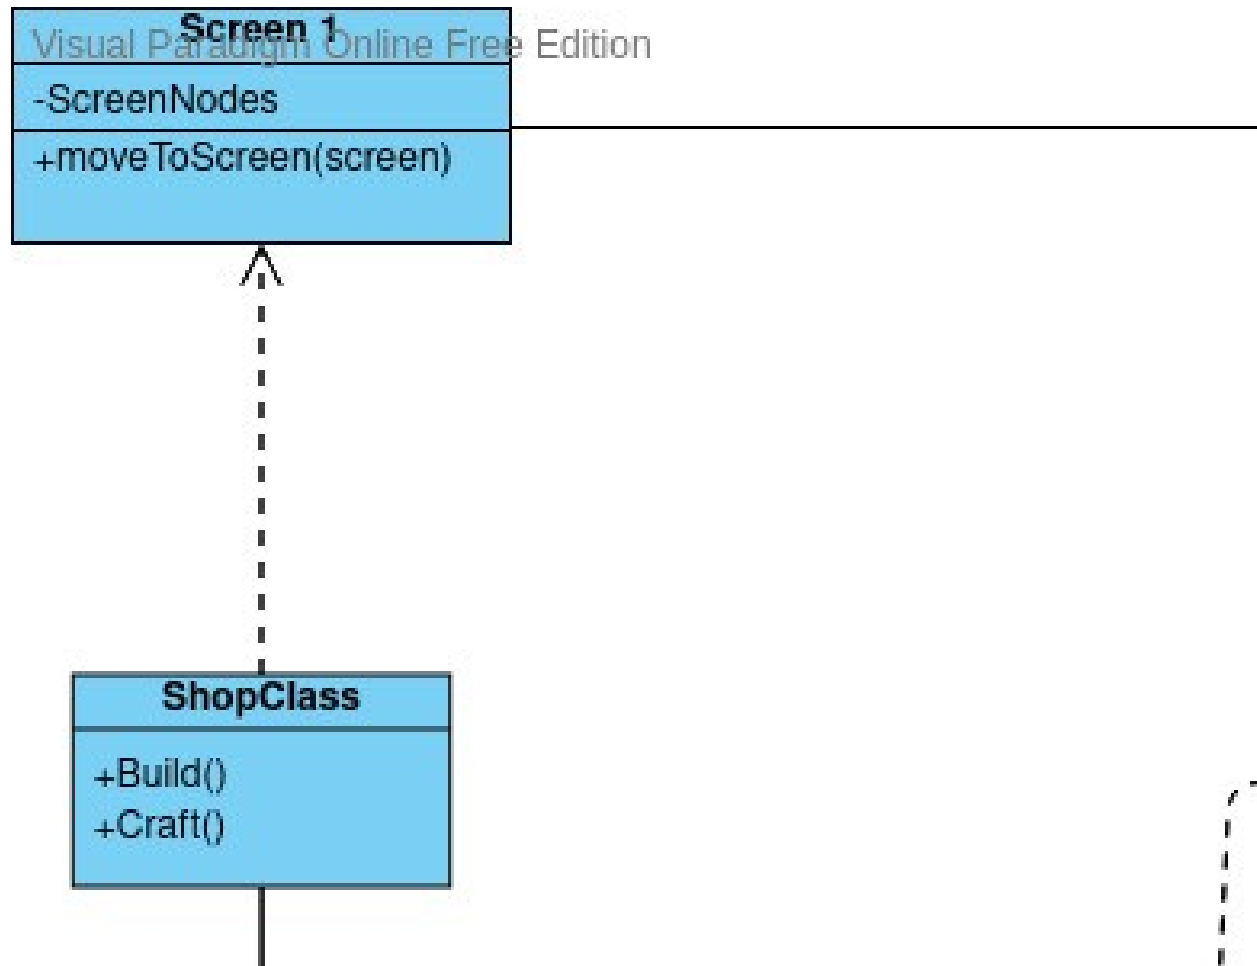 Screen 1
Visual Paradigm Online Free Edition
-ScreenNodes
+moveToScreen(screen)
ShopClass
+Build()
+Craft()